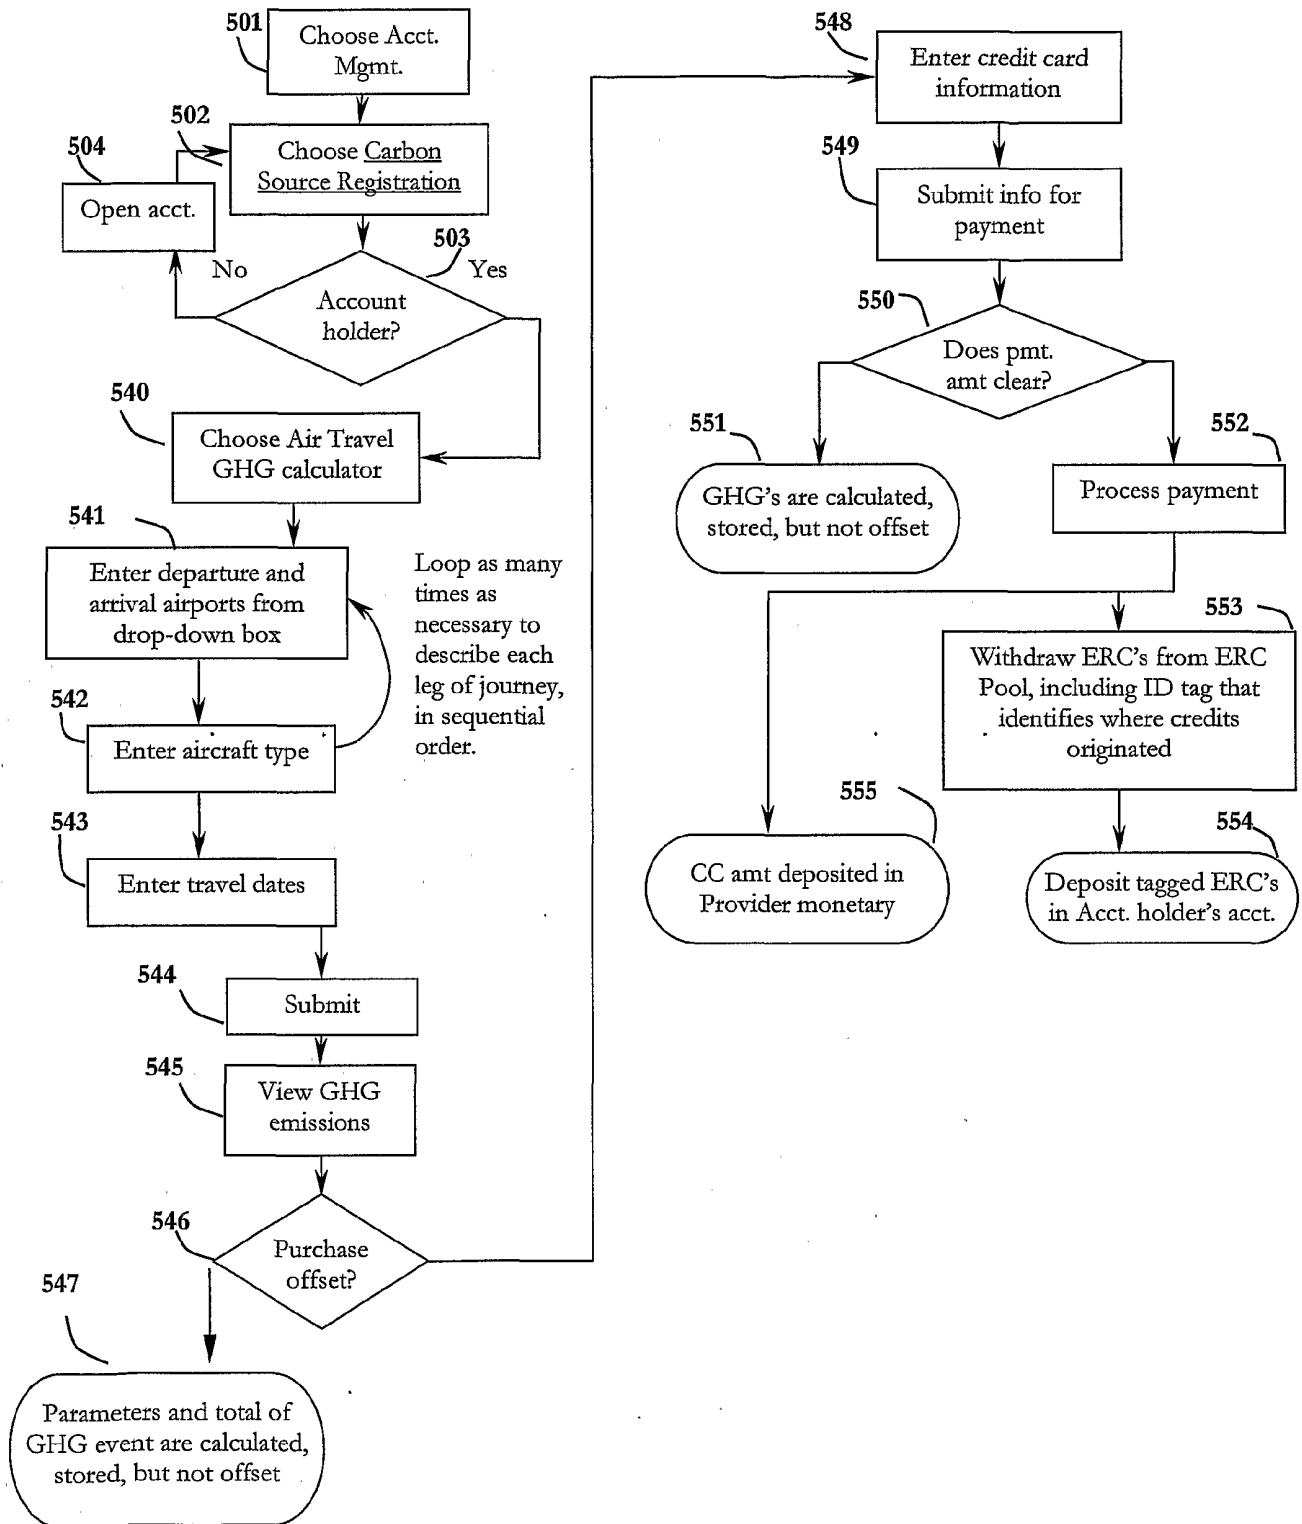 501
Choose Acct.
Mgmt.
502
Choose Carbon
Source Registration
504
Open acct.
503
No
Yes
Account
holder?
540
Choose Air Travel
GHG calculator
541
Enter departure and
arrival airports from
drop-down box
Loop as many
times as
necessary to
describe each
leg of journey,
in sequential
order.
542
Enter aircraft type
543
Enter travel dates
544
Submit
545
View GHG
emissions
546
Purchase
offset?
547
Parameters and total of
GHG event are calculated,
stored, but not offset
548
Enter credit card
information
549
Submit info for
payment
550
Does pmt.
amt clear?
551
GHG's are calculated,
stored, but not offset
552
Process payment
553
Withdraw ERC's from ERC
Pool, including ID tag that
identifies where credits
originated
555
CC amt deposited in
Provider monetary
554
Deposit tagged ERC's
in Acct. holder's acct.